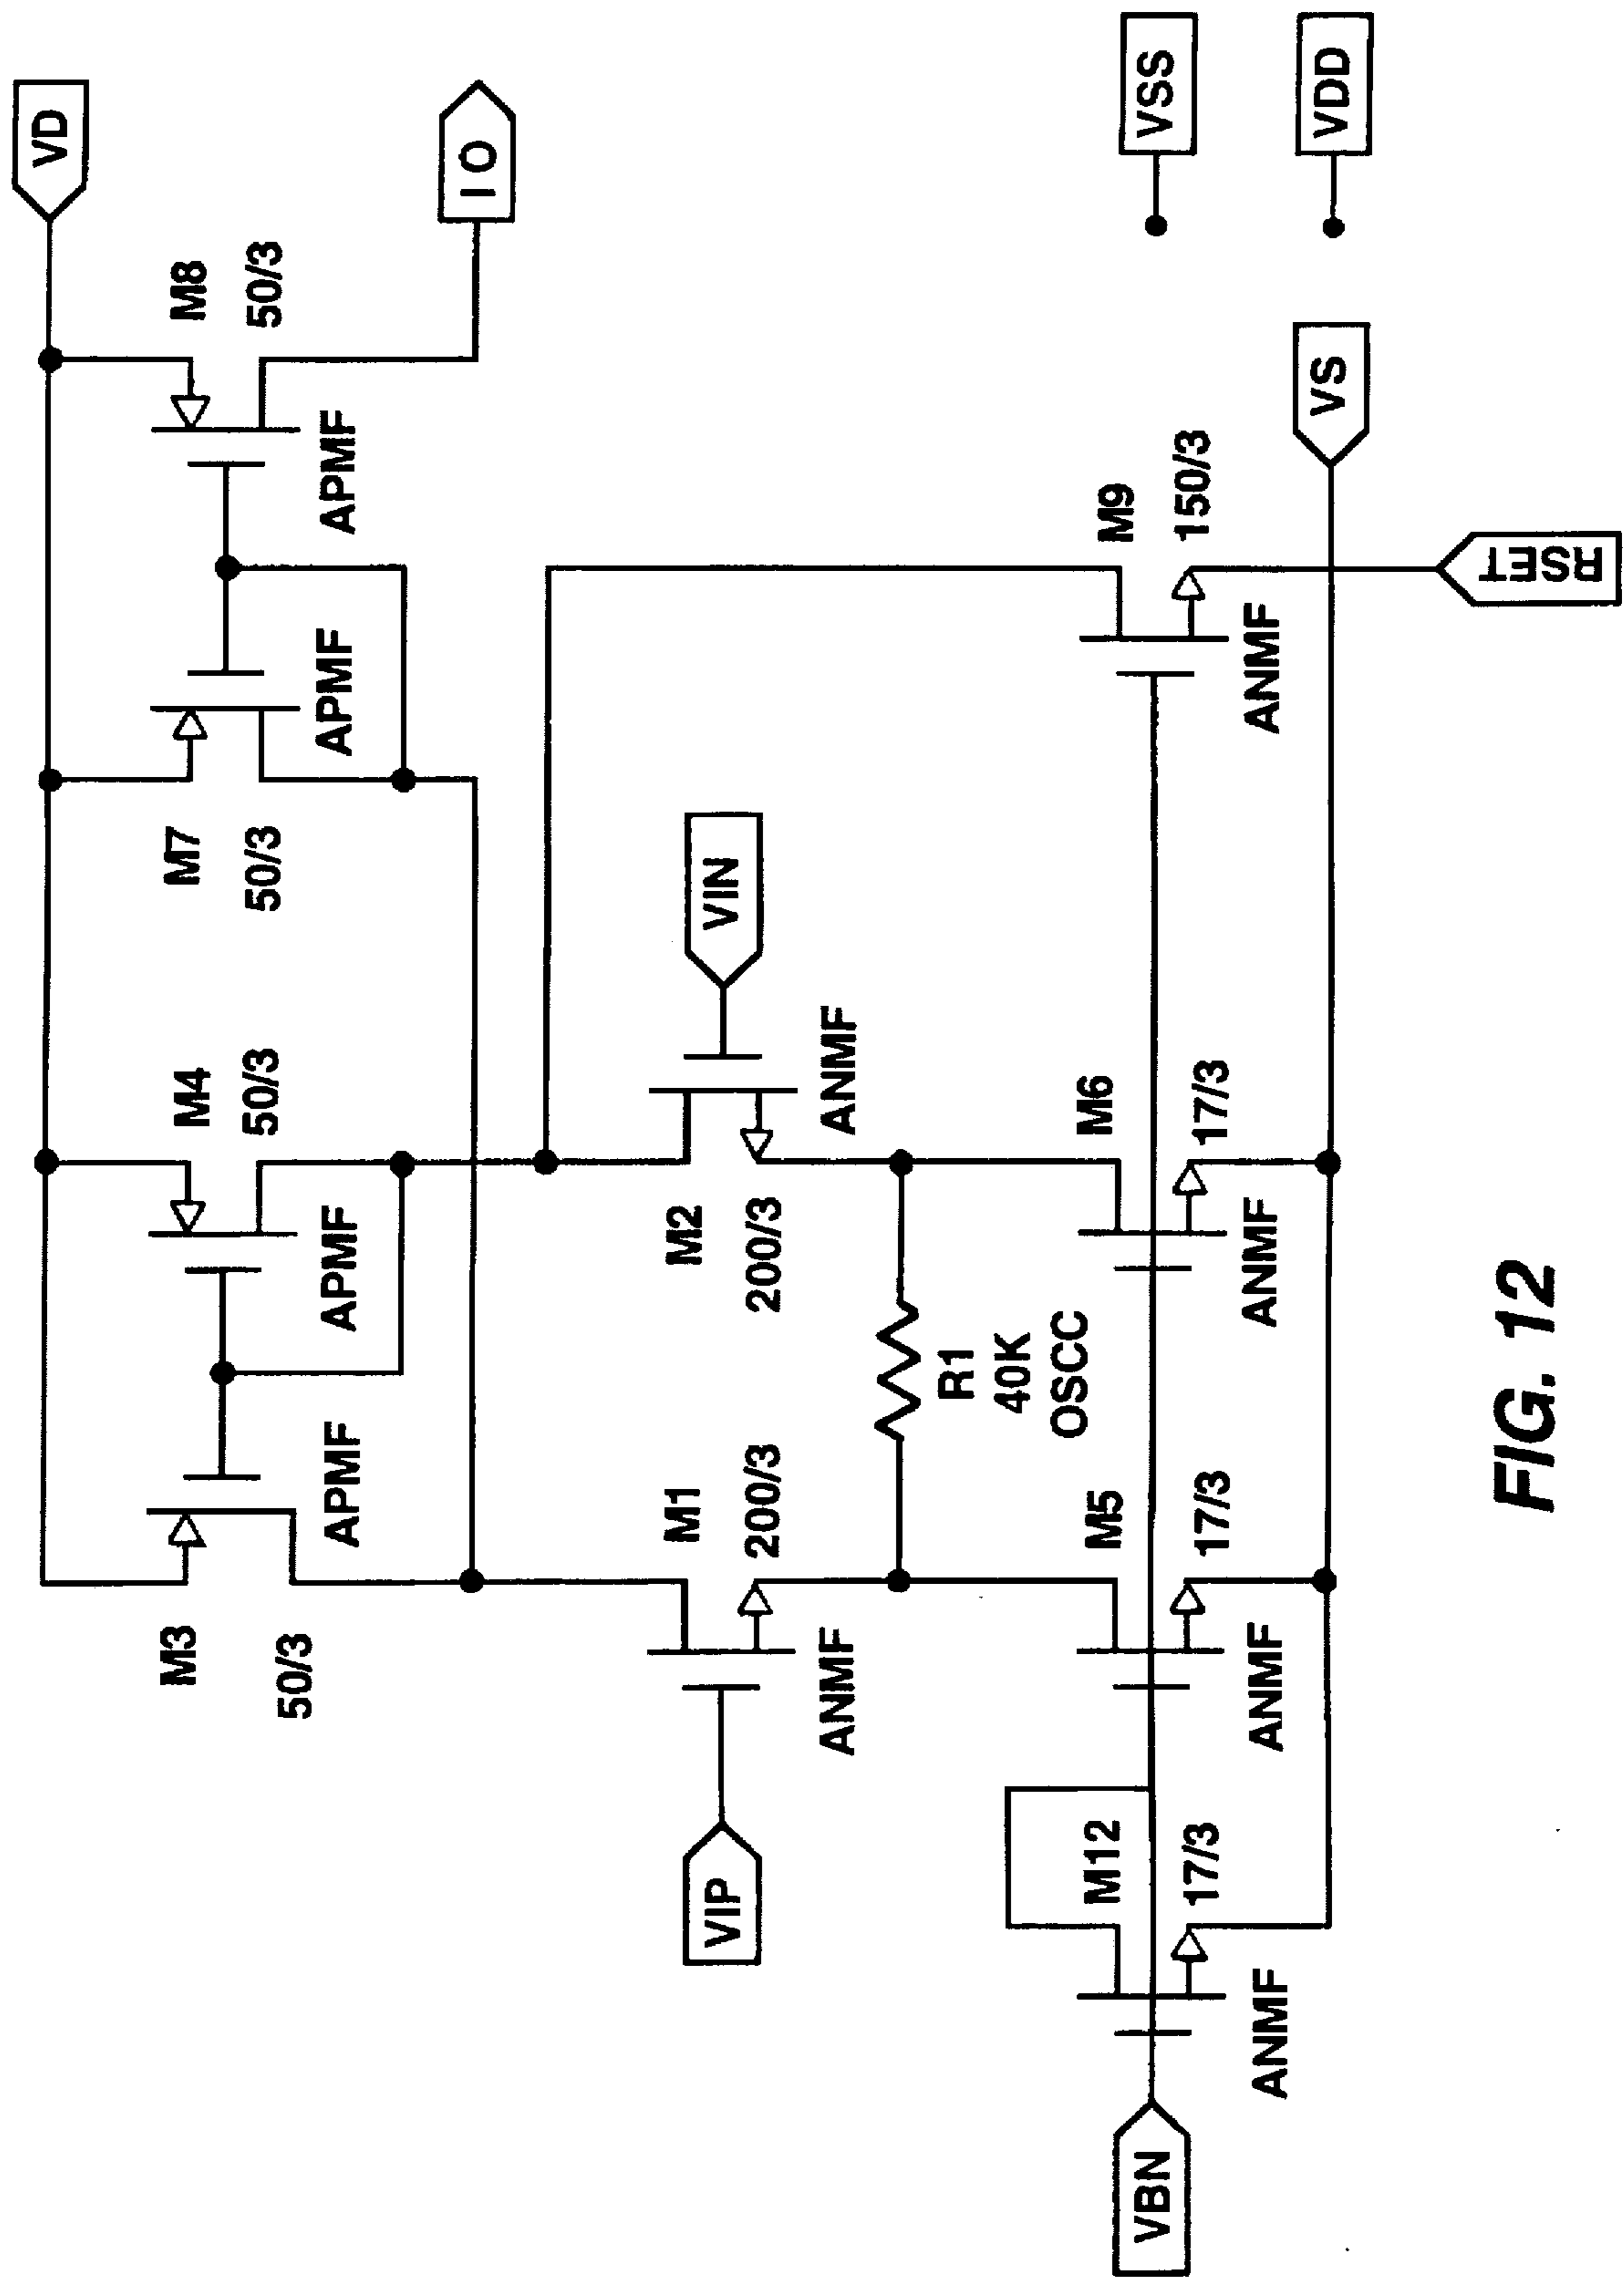 VD
M3
50/3
APMF
M4
50/3
APMF
M7
50/3
APMF
M8
50/3
APMF
IO
VIP
M1
200/3
ANMF
M2
200/3
ANMF
VIN
R1
40K
OSCC
VBN
M12
17/3
ANMF
M5
17/3
ANMF
M6
17/3
ANMF
M9
150/3
ANMF
VS
RSET
VSS
VDD
FIG. 12